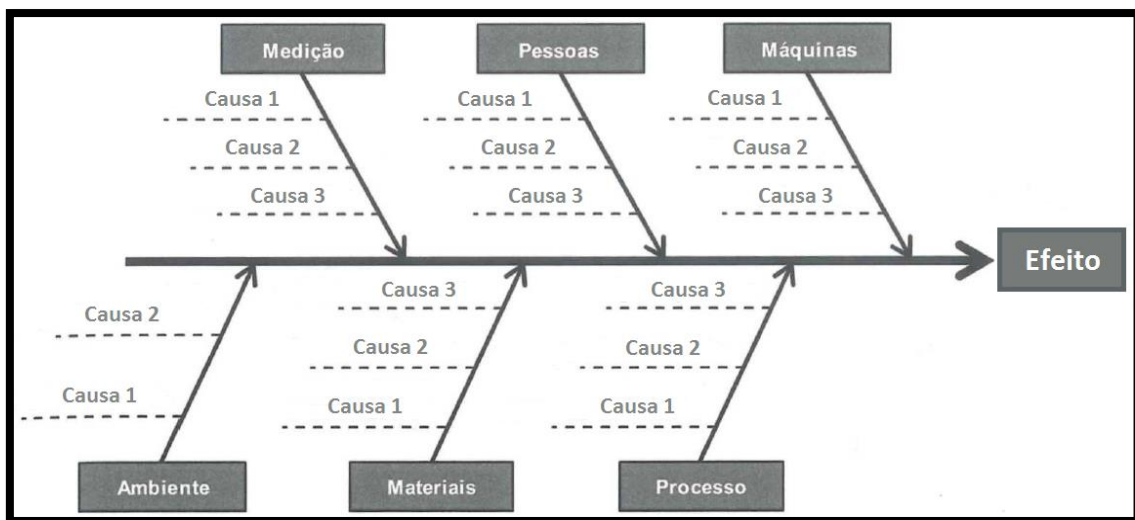 Medição
Pessoas
Máquinas
Causa 1
Causa 1
Causa 1
Causa 2
Causa 2
Causa 2
Causa 3
Causa 3
Causa 3
Efeito
Causa 3
Causa 3
Causa 2
Causa 2
Causa 2
Causa 1
Causa 1
Causa 1
Ambiente
Materiais
Processo